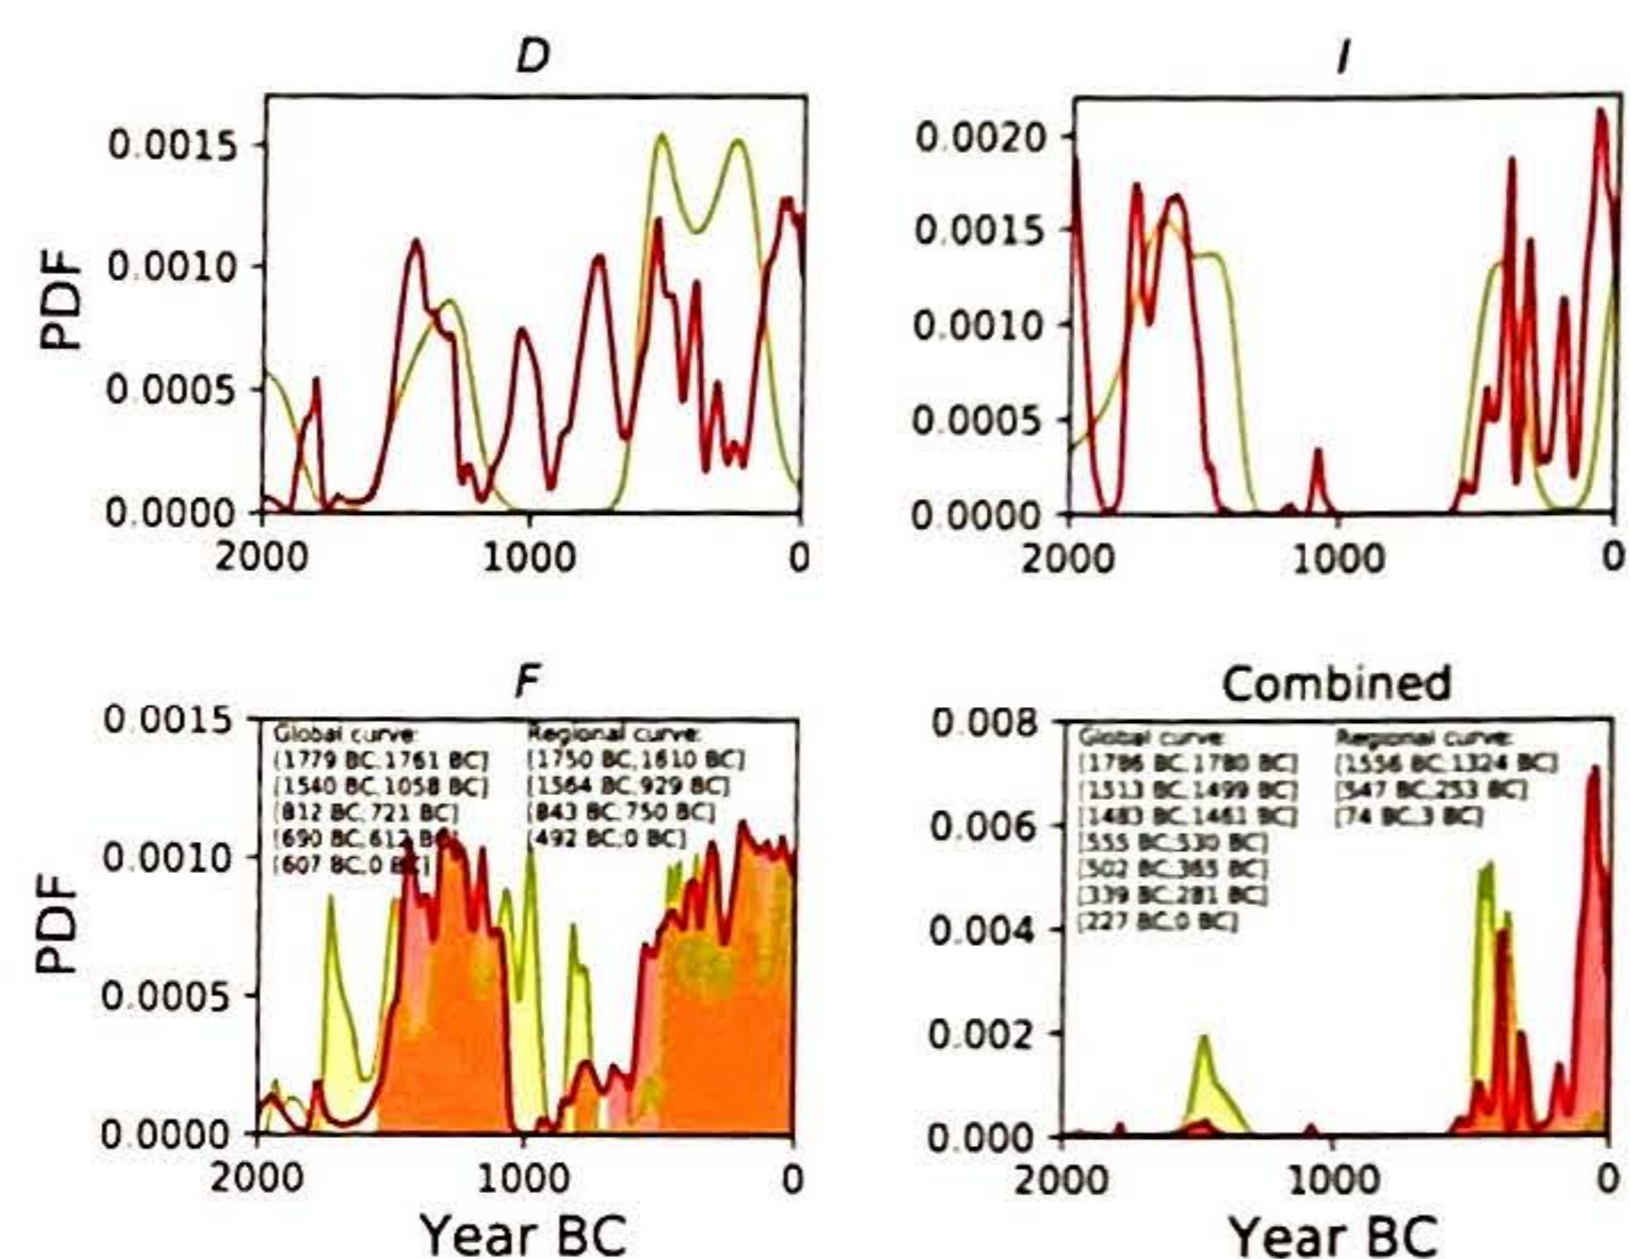 D
I
PDF
0.0015
0.0010
0.0005
0.0000
2000
1000
0
0.0020
0.0015
0.0010
0.0005
0.0000
2000
1000
0
F
Combined
PDF
0.0015
0.0010
0.0005
0.0000
2000
1000
0
Year BC
Global curve:
[1779 BC,1761 BC]
[1540 BC,1058 BC]
[812 BC,721 BC]
[690 BC,612 BC]
[607 BC,0 BC]
Regional curve:
[1750 BC,1610 BC]
[1564 BC,929 BC]
[843 BC,750 BC]
[492 BC,0 BC]
0.008
0.006
0.004
0.002
0.000
2000
1000
0
Year BC
Global curve:
[1786 BC,1780 BC]
[1513 BC,1499 BC]
[1483 BC,1461 BC]
[555 BC,530 BC]
[502 BC,365 BC]
[339 BC,281 BC]
[227 BC,0 BC]
Regional curve:
[1556 BC,1324 BC]
[547 BC,253 BC]
[74 BC,3 BC]